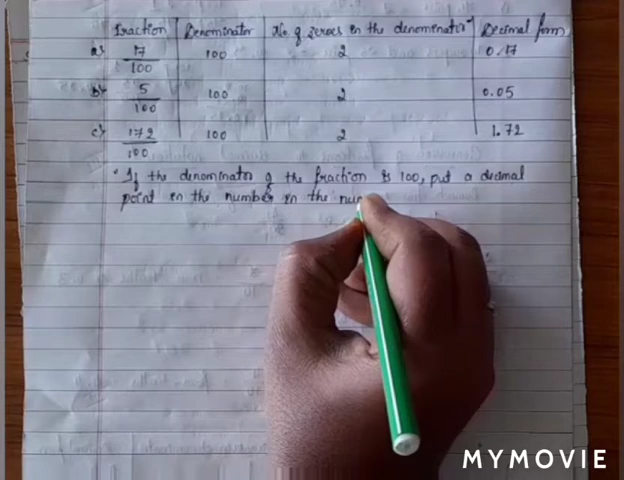 Fraction Denominator No. of zeroes in the denominator Decimal form
a) 17/100 100 2 0.17
b) 5/100 100 2 0.05
c) 172/100 100 2 1.72
* If the denominator of the fraction is 100, put a decimal
point in the number in the nu
MYMOVIE